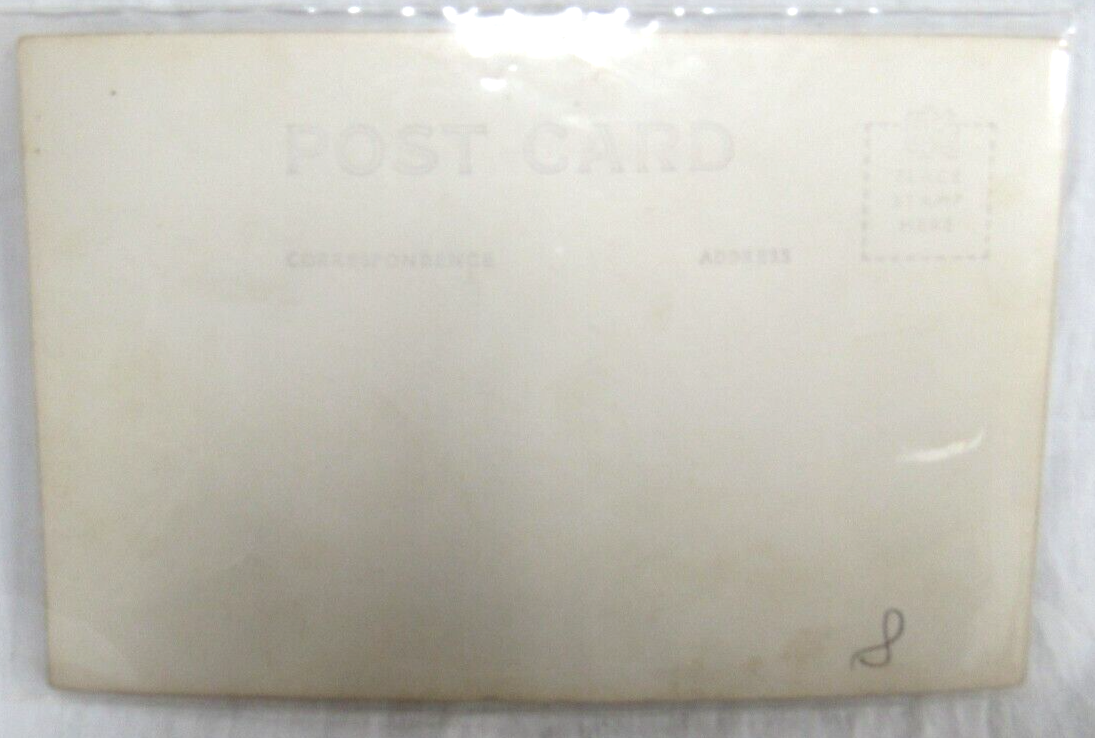 POST CARD
CORRESPONDENCE
ADDRESS
PLACE
STAMP
HERE
8